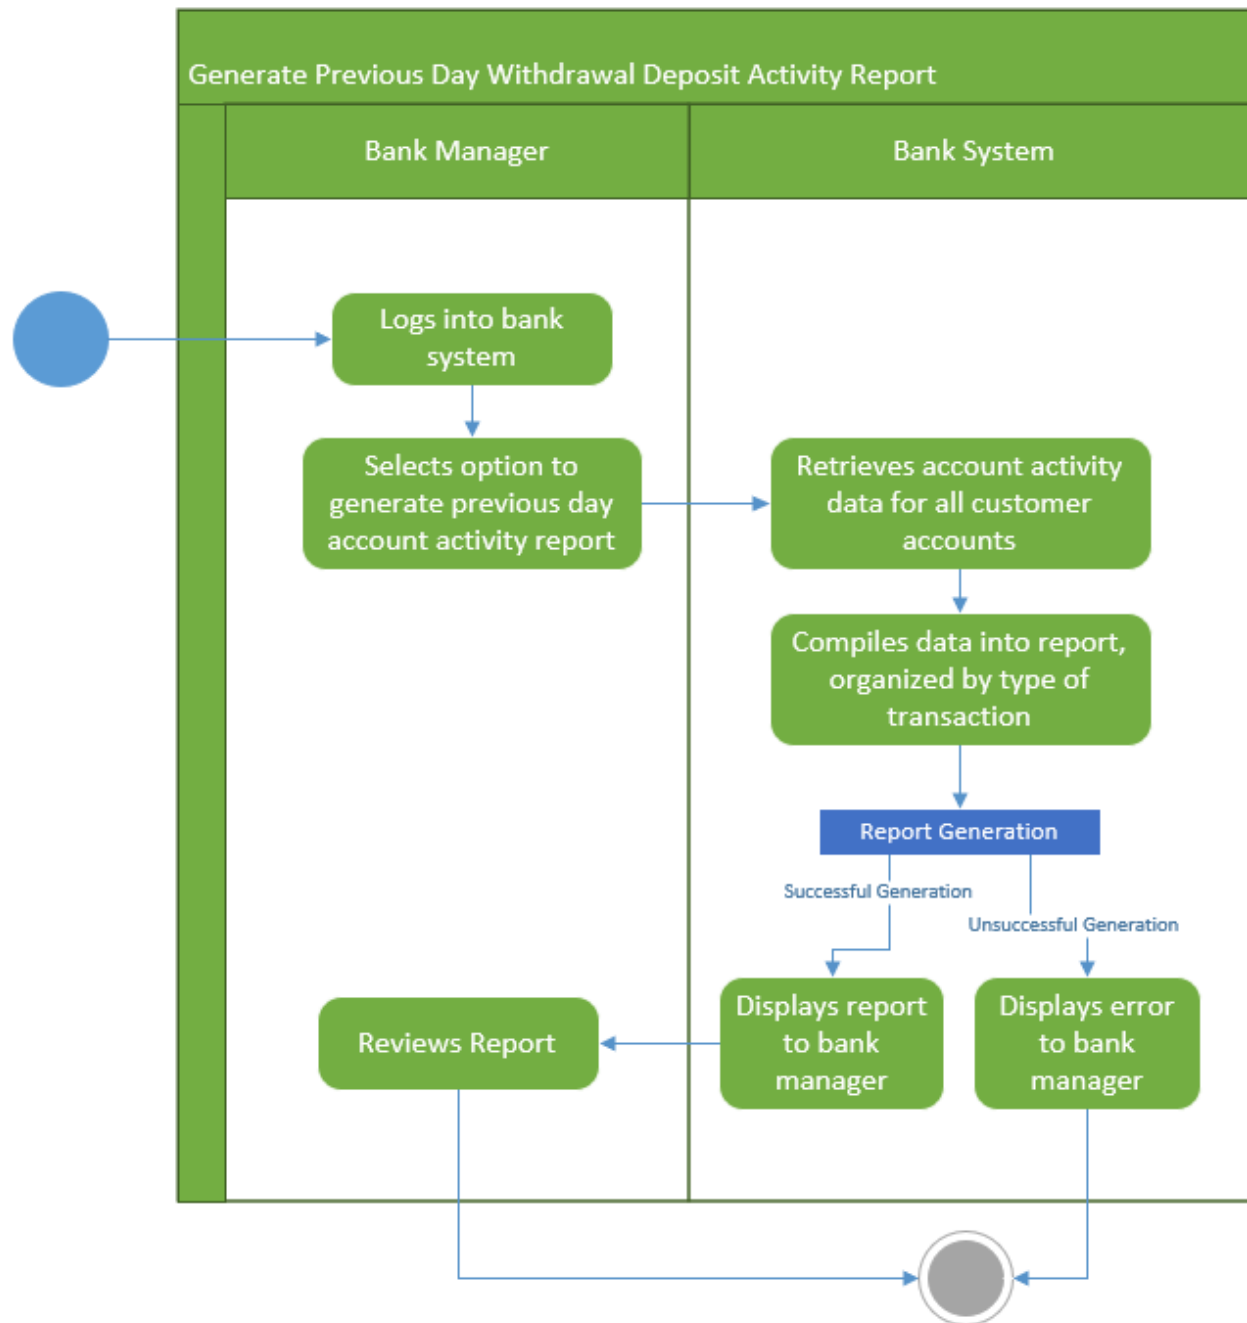 Generate Previous Day Withdrawal Deposit Activity Report
Bank Manager
Bank System
Logs into bank
system
Selects option to
generate previous day
account activity report
Retrieves account activity
data for all customer
accounts
Compiles data into report,
organized by type of
transaction
Report Generation
Successful Generation
Unsuccessful Generation
Reviews Report
Displays report
to bank
manager
Displays error
to bank
manager